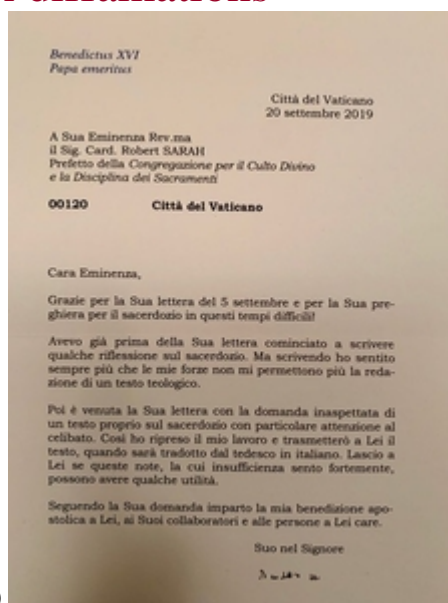 Benedictus XVI
Papa emeritus
Città del Vaticano
20 settembre 2019
A Sua Eminenza Rev.ma
il Sig. Card. Robert SARAH
Prefetto della Congregazione per il Culto Divino
e la Disciplina dei Sacramenti
00120 Città del Vaticano
Cara Eminenza,
Grazie per la Sua lettera del 5 settembre e per la Sua pre-
ghiera per il sacerdozio in questi tempi difficili!
Avevo già prima della Sua lettera cominciato a scrivere
qualche riflessione sul sacerdozio. Ma scrivendo ho sentito
sempre più che le mie forze non mi permettono più la reda-
zione di un testo teologico.
Poi è venuta la Sua lettera con la domanda inaspettata di
un testo proprio sul sacerdozio con particolare attenzione al
celibato. Così ho ripreso il mio lavoro e trasmetterò a Lei il
testo, quando sarà tradotto dal tedesco in italiano. Lascio a
Lei se queste note, la cui insufficienza sento fortemente,
possono avere qualche utilità.
Seguendo la Sua domanda imparto la mia benedizione apo-
stolica a Lei, ai Suoi collaboratori e alle persone a Lei care.
Suo nel Signore